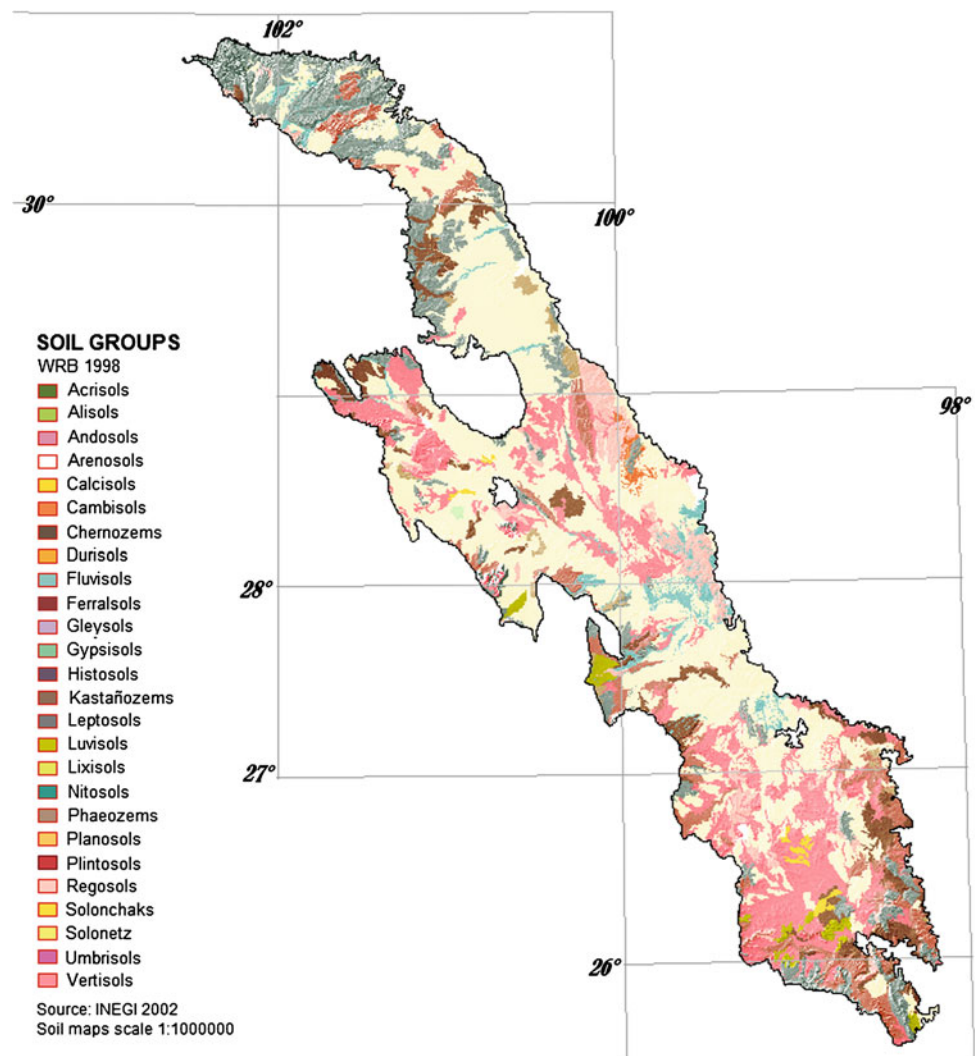 102°
30°
100°
98°
28°
27°
26°
SOIL GROUPS
WRB 1998
Acrisols
Alisols
Andosols
Arenosols
Calcisols
Cambisols
Chernozems
Durisols
Fluvisols
Ferralsols
Gleysols
Gypsisols
Histosols
Kastañozems
Leptosols
Luvisols
Lixisols
Nitosols
Phaeozems
Planosols
Plintosols
Regosols
Solonchaks
Solonetz
Umbrisols
Vertisols
Source: INEGI 2002
Soil maps scale 1:1000000